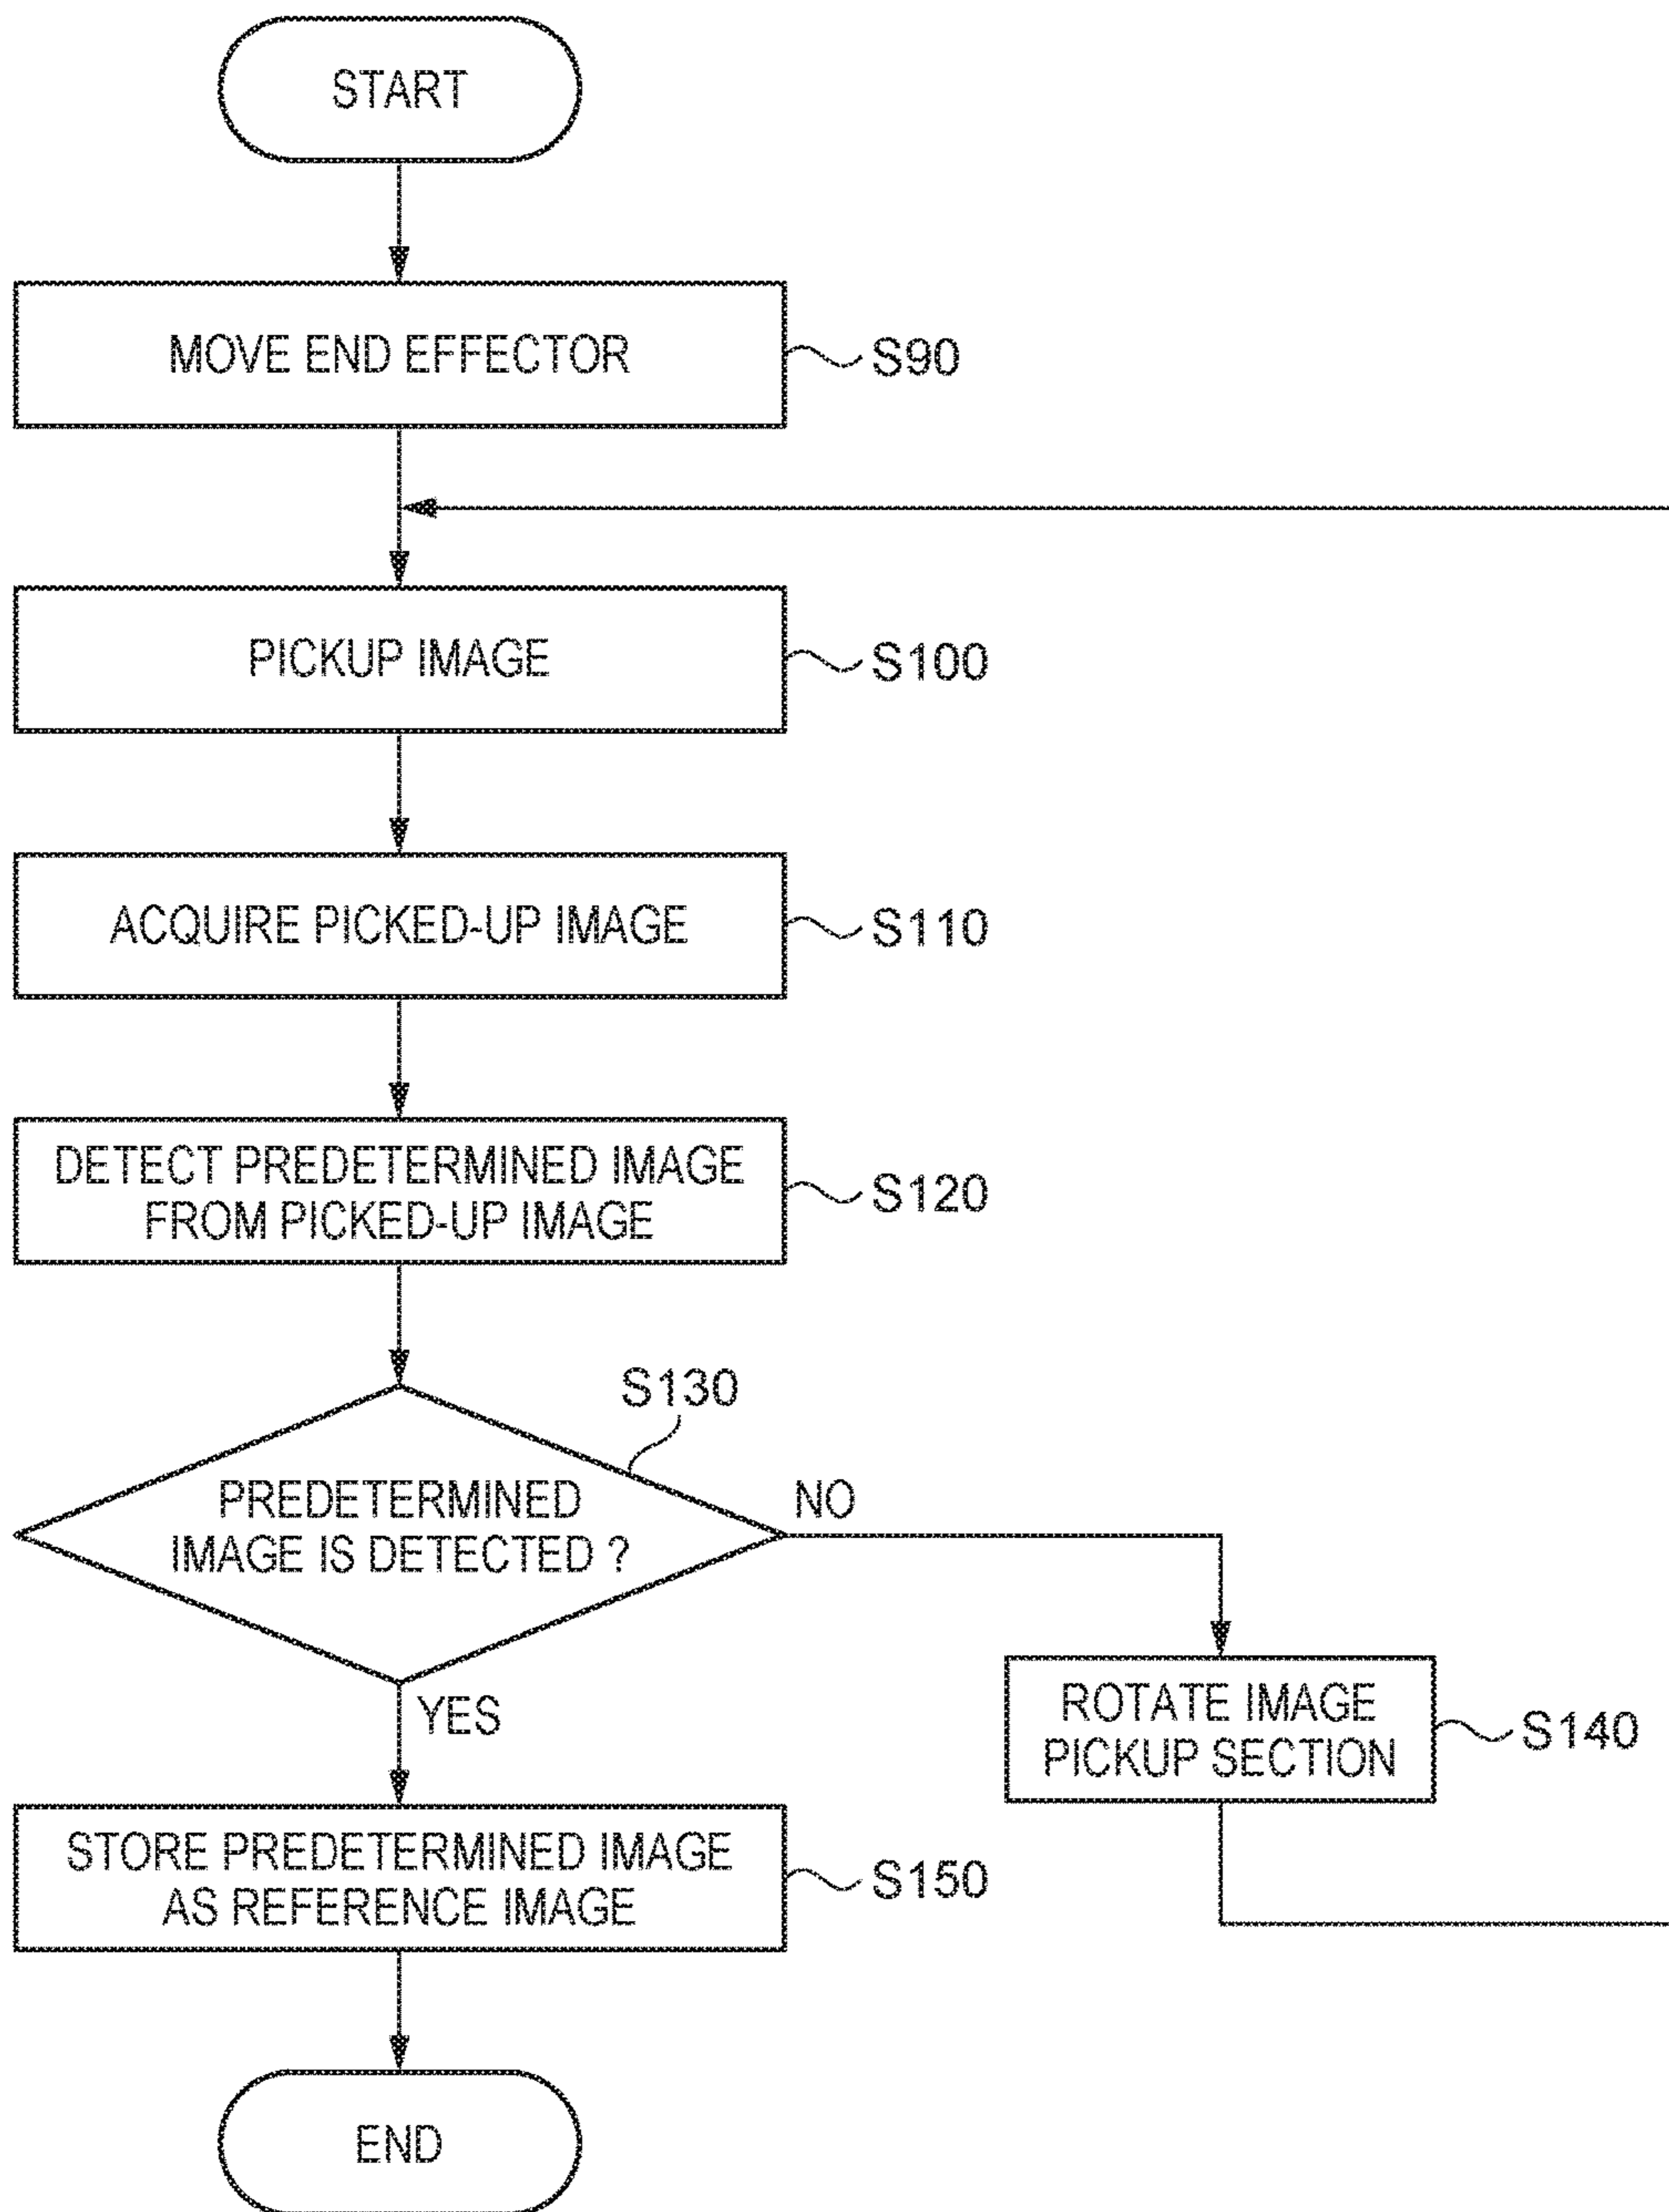 START
MOVE END EFFECTOR
S90
PICKUP IMAGE
S100
ACQUIRE PICKED-UP IMAGE
S110
DETECT PREDETERMINED IMAGE
FROM PICKED-UP IMAGE
S120
S130
PREDETERMINED
IMAGE IS DETECTED ?
NO
YES
ROTATE IMAGE
PICKUP SECTION
S140
STORE PREDETERMINED IMAGE
AS REFERENCE IMAGE
S150
END